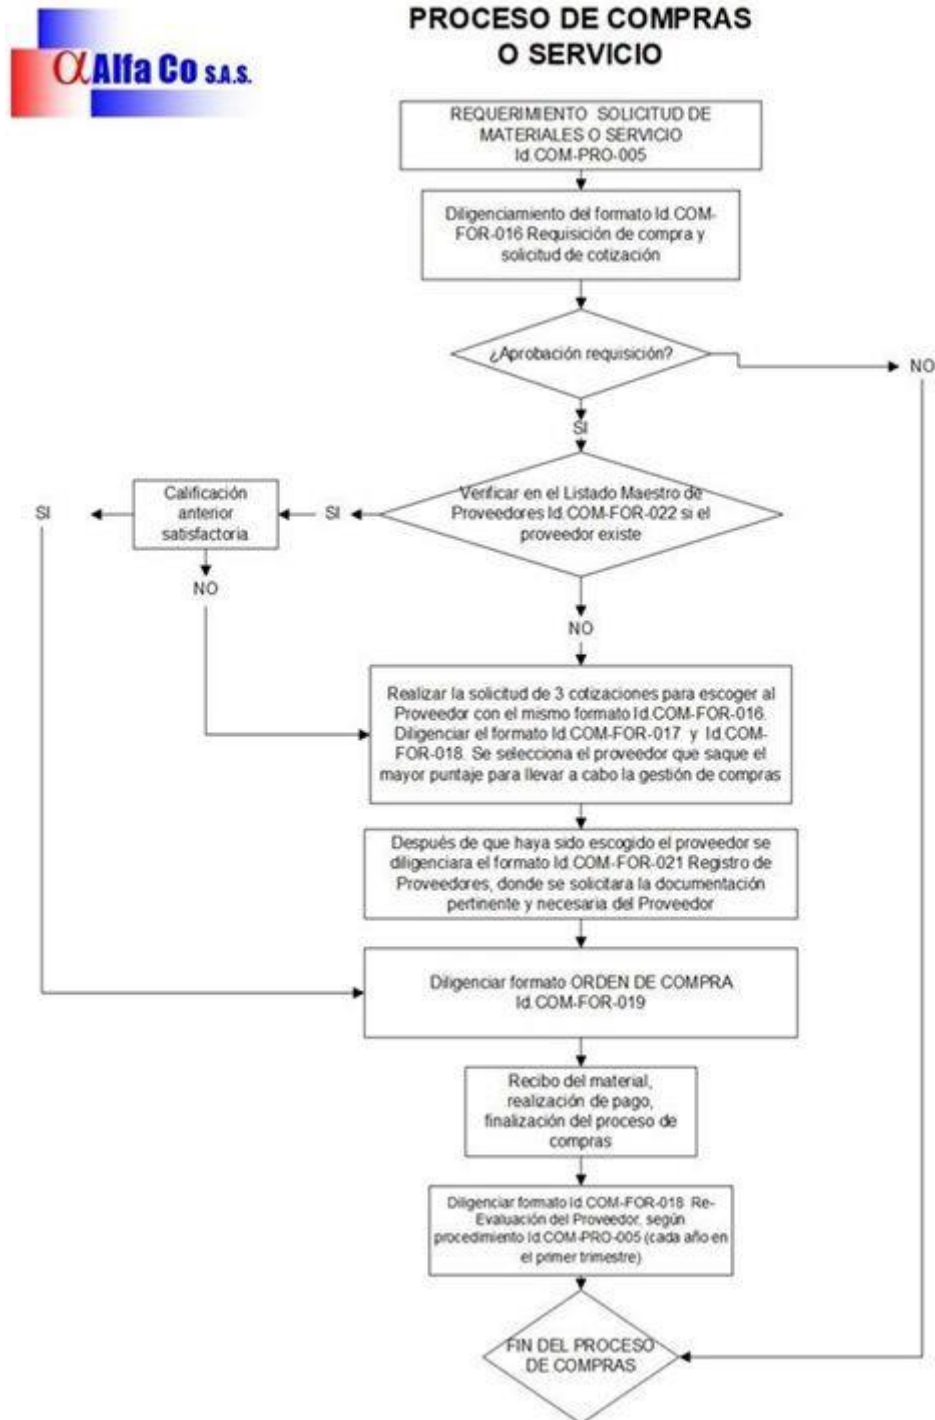 PROCESO DE COMPRAS
O SERVICIO
αAlfa Co S.A.S.
REQUERIMIENTO SOLICITUD DE
MATERIALES O SERVICIO
Id.COM-PRO-005
Diligenciamiento del formato Id.COM-
FOR-016 Requisición de compra y
solicitud de cotización
¿Aprobación requisición?
NO
SI
Verificar en el Listado Maestro de
Proveedores Id.COM-FOR-022 si el
proveedor existe
SI
Calificación
anterior
satisfactoria
SI
NO
NO
Realizar la solicitud de 3 cotizaciones para escoger al
Proveedor con el mismo formato Id.COM-FOR-016.
Diligenciar el formato Id.COM-FOR-017 y Id.COM-
FOR-018. Se selecciona el proveedor que saque el
mayor puntaje para llevar a cabo la gestión de compras
Después de que haya sido escogido el proveedor se
diligenciara el formato Id.COM-FOR-021 Registro de
Proveedores, donde se solicitara la documentación
pertinente y necesaria del Proveedor
Diligenciar formato ORDEN DE COMPRA
Id.COM-FOR-019
Recibo del material,
realización de pago,
finalización del proceso de
compras
Diligenciar formato Id.COM-FOR-018 Re-
Evaluación del Proveedor, según
procedimiento Id.COM-PRO-005 (cada año en
el primer trimestre)
FIN DEL PROCESO
DE COMPRAS